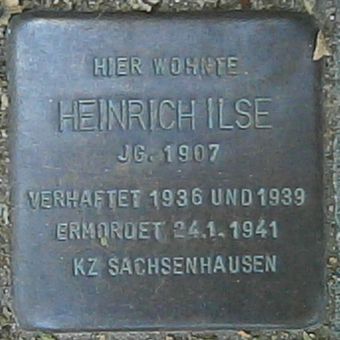 HIER WOHNTE
HEINRICH ILSE
JG. 1907
VERHAFTET 1936 UND 1939
ERMORDET 24.1.1941
KZ SACHSENHAUSEN